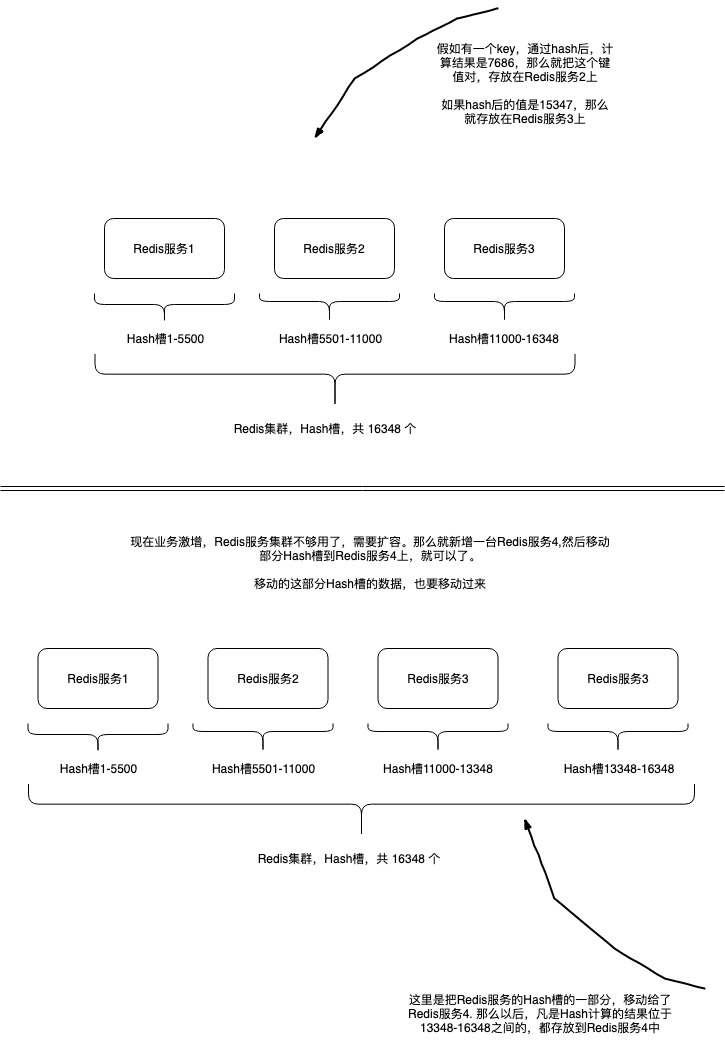 假如有一个key，通过hash后，计
算结果是7686，那么就把这个键
值对，存放在Redis服务2上
如果hash后的值是15347，那么
就存放在Redis服务3上
Redis服务1
Redis服务2
Redis服务3
Hash槽1-5500
Hash槽5501-11000
Hash槽11000-16348
Redis集群，Hash槽，共 16348 个
现在业务激增，Redis服务集群不够用了，需要扩容。那么就新增一台Redis服务4,然后移动
部分Hash槽到Redis服务4上，就可以了。
移动的这部分Hash槽的数据，也要移动过来
Redis服务1
Redis服务2
Redis服务3
Redis服务3
Hash槽1-5500
Hash槽5501-11000
Hash槽11000-13348
Hash槽13348-16348
Redis集群，Hash槽，共 16348 个
这里是把Redis服务的Hash槽的一部分，移动给了
Redis服务4. 那么以后，凡是Hash计算的结果位于
13348-16348之间的，都存放到Redis服务4中